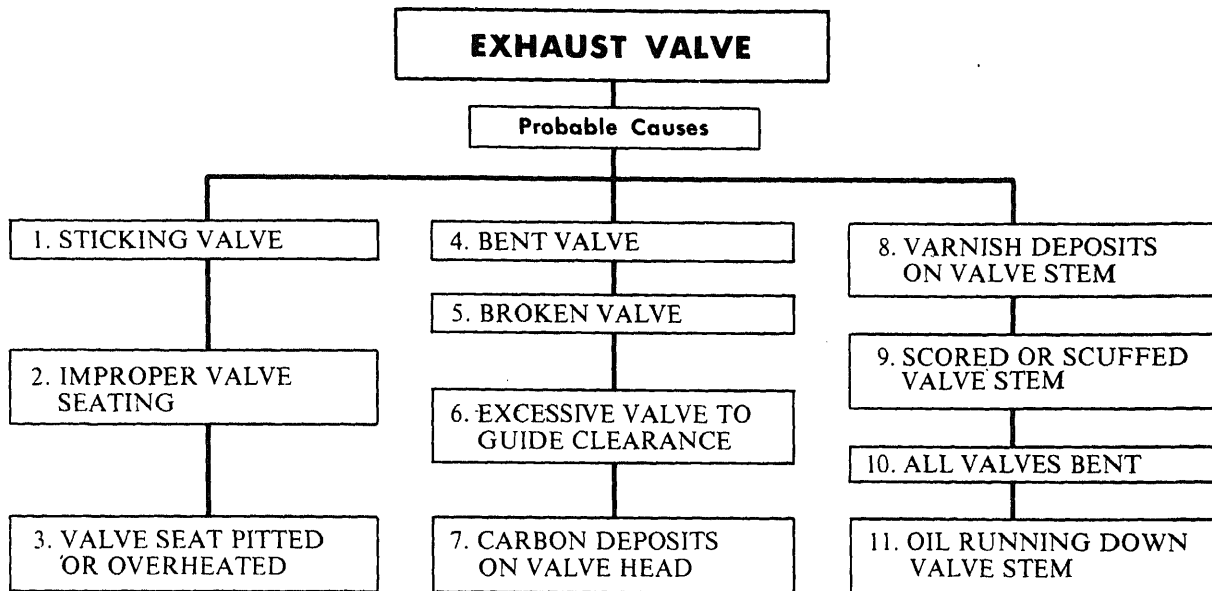 EXHAUST VALVE
Probable Causes
1. STICKING VALVE
2. IMPROPER VALVE
SEATING
3. VALVE SEAT PITTED
OR OVERHEATED
4. BENT VALVE
5. BROKEN VALVE
6. EXCESSIVE VALVE TO
GUIDE CLEARANCE
7. CARBON DEPOSITS
ON VALVE HEAD
8. VARNISH DEPOSITS
ON VALVE STEM
9. SCORED OR SCUFFED
VALVE STEM
10. ALL VALVES BENT
11. OIL RUNNING DOWN
VALVE STEM